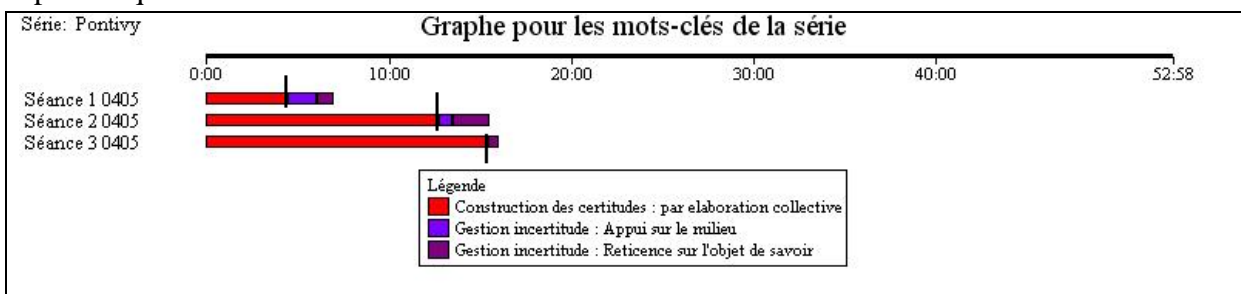 Série: Pontivy
Graphe pour les mots-clés de la série
0:00 10:00 20:00 30:00 40:00 52:58
Séance 1 0405
Séance 2 0405
Séance 3 0405
Légende
Construction des certitudes : par elaboration collective
Gestion incertitude : Appui sur le milieu
Gestion incertitude : Reticence sur l'objet de savoir